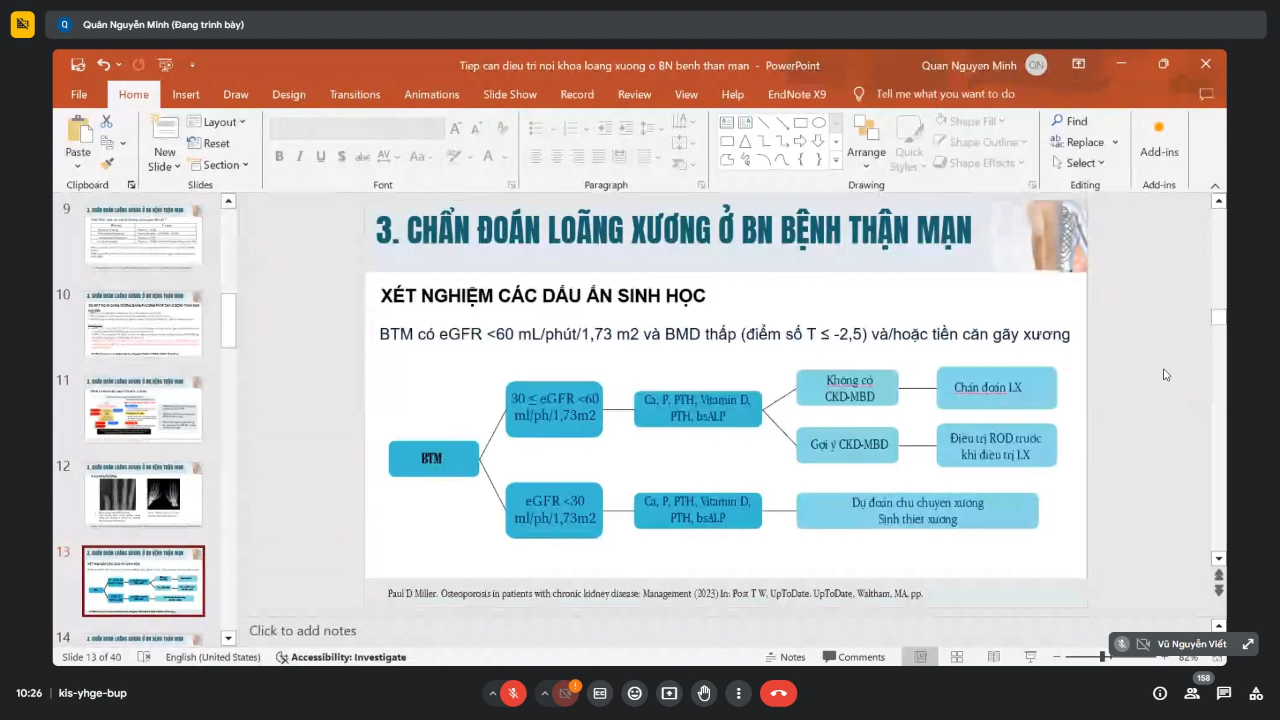 Quân Nguyễn Minh (Đang trình bày)
Tiep can dieu tri noi khoa loang xuong o BN benh than man - PowerPoint
Quan Nguyen Minh
QN
File Home Insert Draw Design Transitions Animations Slide Show Record Review View Help EndNote X9 Tell me what you want to do
Paste
New
Slide
Layout
Reset
Section
Arrange
Quick
Styles
Shape Fill
Shape Outline
Shape Effects
Find
Replace
Select
Add-ins
Clipboard Slides Font Paragraph Drawing Editing Add-ins
9
10
11
12
13
14
3. CHẨN ĐOÁN LOÃNG XƯƠNG Ở BN BỆNH THẬN MẠN
XÉT NGHIỆM CÁC DẤU ẤN SINH HỌC
BTM có eGFR <60 mL/phút/1,73 m2 và BMD thấp (điểm số T ≤ -2,5) và/hoặc tiền căn gãy xương
BTM
30 ≤ eGFR <60
ml/ph/1,73m2
Ca, P, PTH, Vitamin D,
PTH, bsALP
Không có
CKD-MBD
Chẩn đoán LX
Gợi ý CKD-MBD
Điều trị ROD trước
khi điều trị LX
eGFR <30
ml/ph/1,73m2
Ca, P, PTH, Vitamin D,
PTH, bsALP
Dự đoán chu chuyển xương
Sinh thiết xương
Paul D Miller. Osteoporosis in patients with chronic kidney disease: Management (2023) In: Post T W. UpToDate. UpToDate, Waltham, MA, pp.
Click to add notes
Vũ Nguyễn Viết
Slide 13 of 40 English (United States) Accessibility: Investigate Notes Comments 82%
10:26 kis-yhge-bup
158